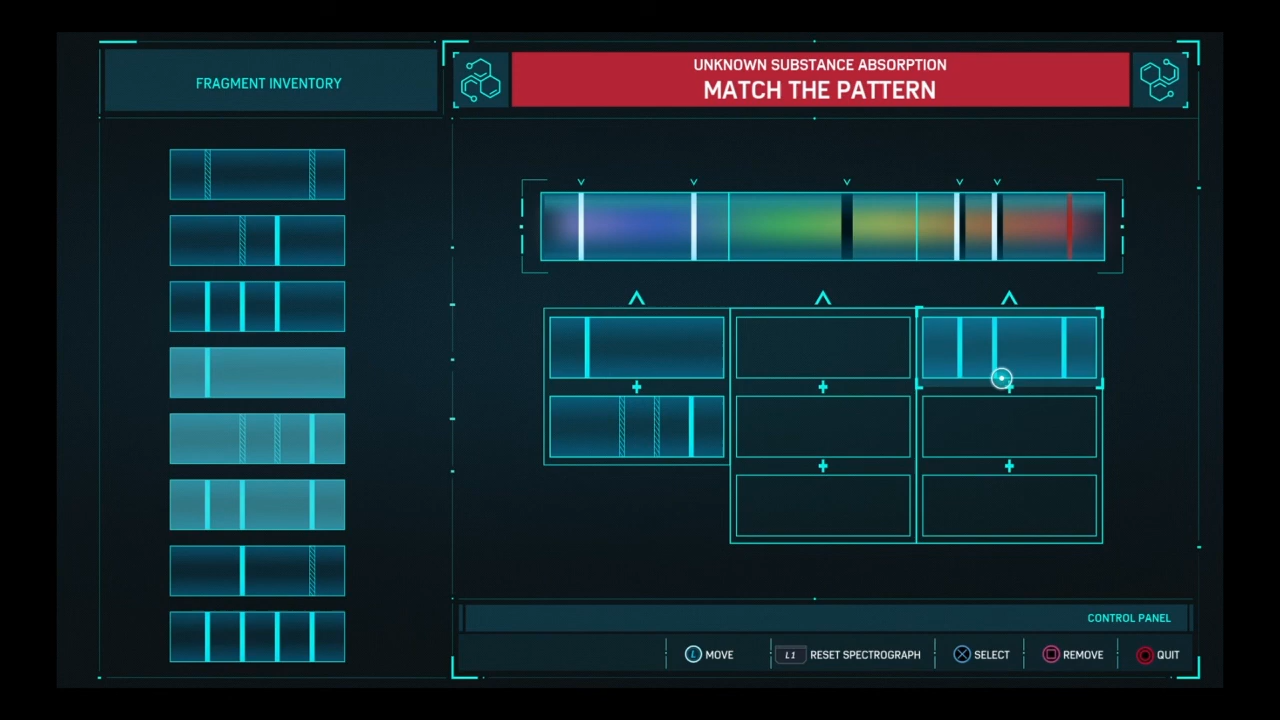 FRAGMENT INVENTORY
UNKNOWN SUBSTANCE ABSORPTION
MATCH THE PATTERN
CONTROL PANEL
L MOVE
L1 RESET SPECTROGRAPH
SELECT
REMOVE
QUIT